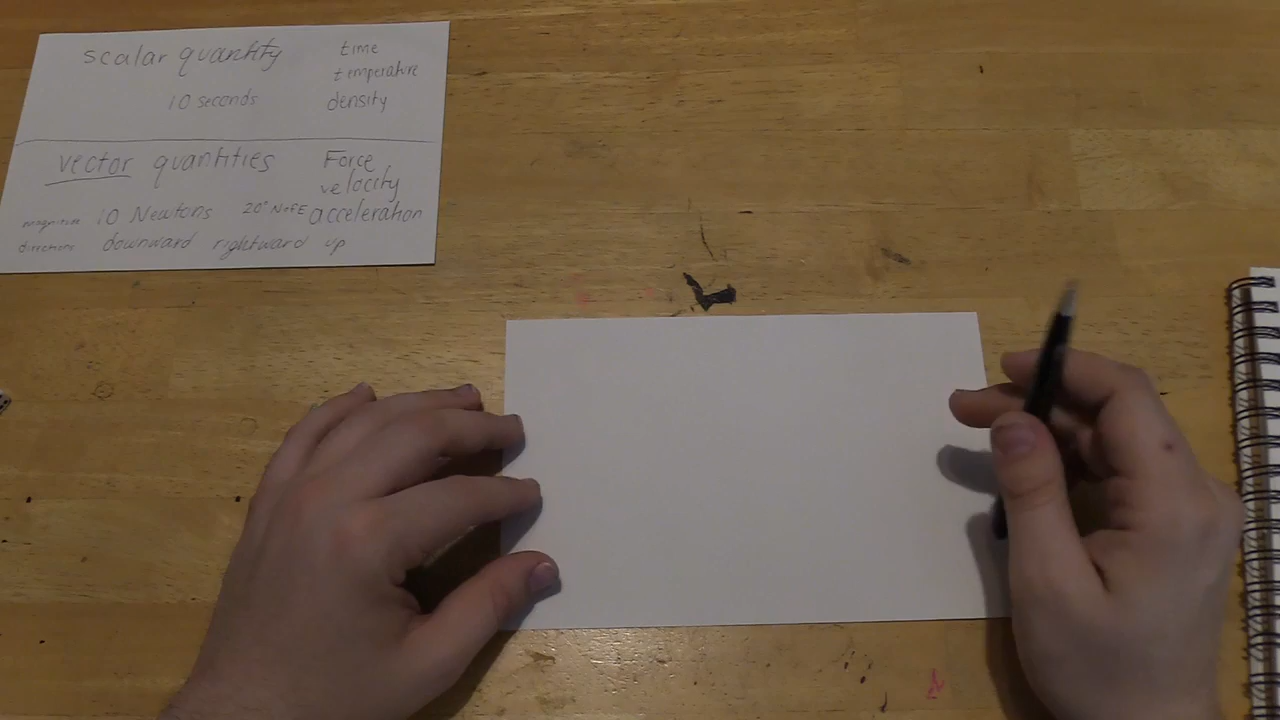 scalar quantity time
temperature
10 seconds density
vector quantities Force
velocity
magnitude 10 Newtons 20° N of E acceleration
directions downward rightward up